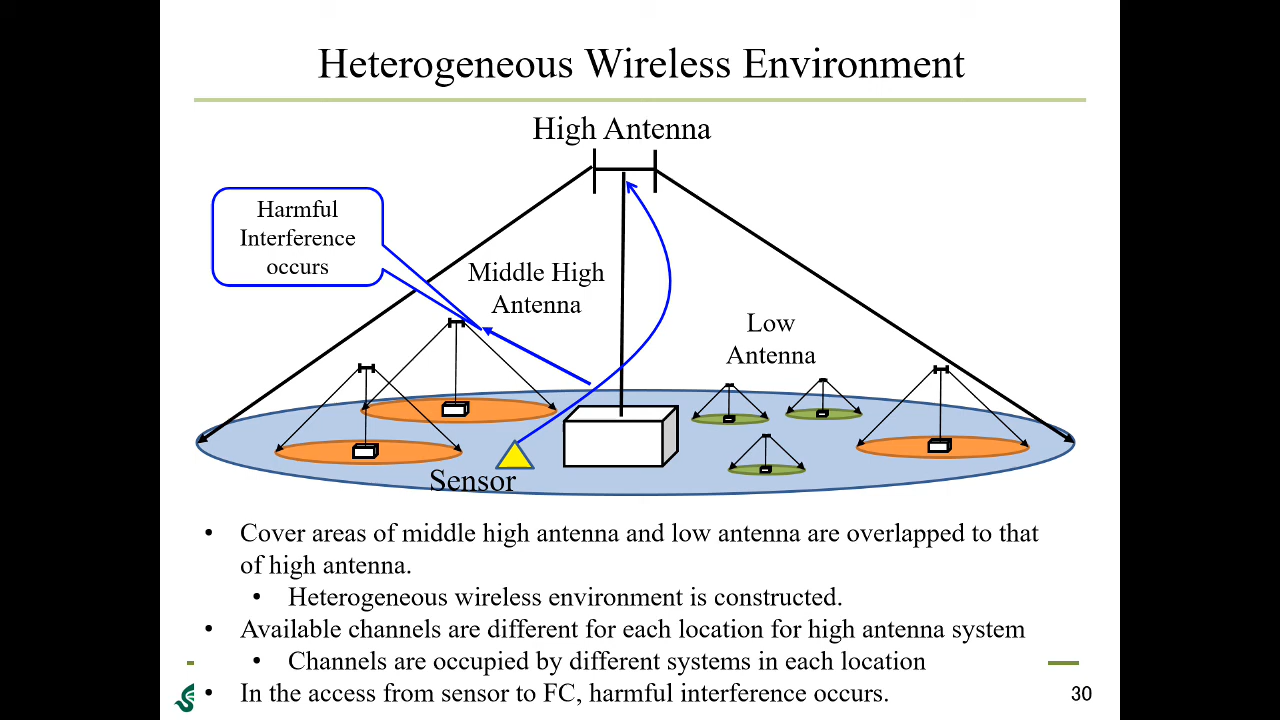 Heterogeneous Wireless Environment
High Antenna
Harmful
Interference
occurs
Middle High
Antenna
Low
Antenna
Sensor
• Cover areas of middle high antenna and low antenna are overlapped to that
of high antenna.
• Heterogeneous wireless environment is constructed.
• Available channels are different for each location for high antenna system
• Channels are occupied by different systems in each location
• In the access from sensor to FC, harmful interference occurs.
30